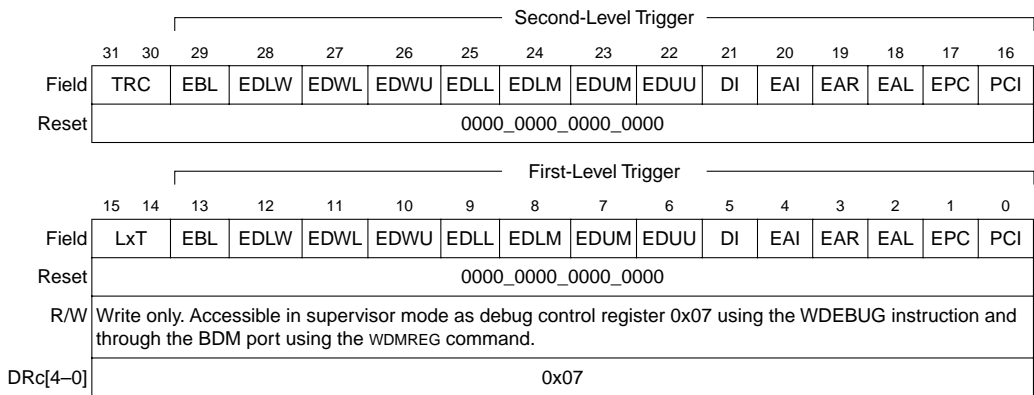 Second-Level Trigger
31 30 29 28 27 26 25 24 23 22 21 20 19 18 17 16
Field TRC EBL EDLW EDWL EDWU EDLL EDLM EDUM EDUU DI EAI EAR EAL EPC PCI
Reset 0000_0000_0000_0000
First-Level Trigger
15 14 13 12 11 10 9 8 7 6 5 4 3 2 1 0
Field LxT EBL EDLW EDWL EDWU EDLL EDLM EDUM EDUU DI EAI EAR EAL EPC PCI
Reset 0000_0000_0000_0000
R/W Write only. Accessible in supervisor mode as debug control register 0x07 using the WDEBUG instruction and
through the BDM port using the WDMREG command.
DRc[4–0] 0x07